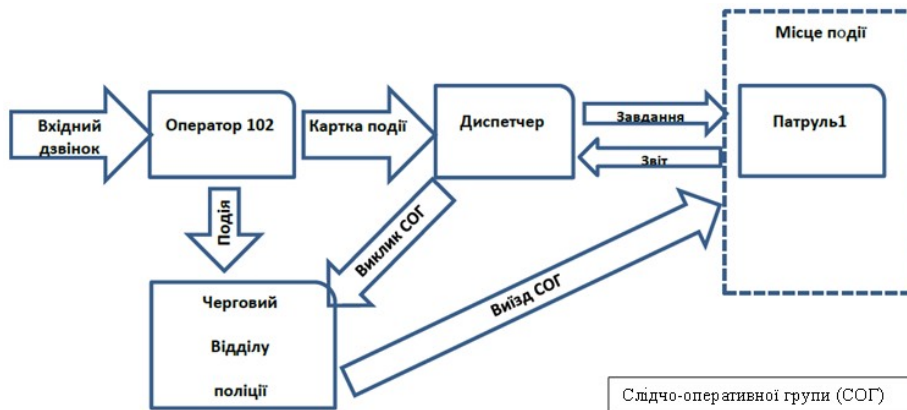 Місце події
Вхідний
дзвінок
Оператор 102
Картка події
Диспетчер
Завдання
Звіт
Патруль1
Подія
Виклик СОГ
Виїзд СОГ
Черговий
Відділу
поліції
Слідчо-оперативної групи (СОГ)